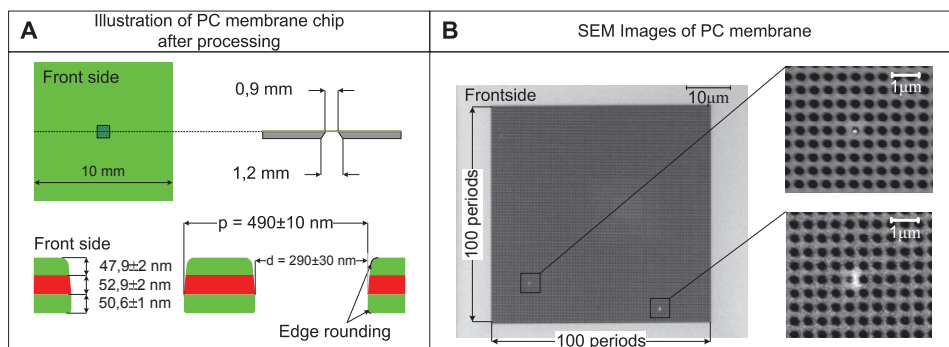 A
Illustration of PC membrane chip
after processing
Front side
0,9 mm
10 mm
1,2 mm
p = 490±10 nm
Front side
d = 290±30 nm
47,9±2 nm
52,9±2 nm
50,6±1 nm
Edge rounding
B
SEM Images of PC membrane
Frontside
10μm
1μm
100 periods
1μm
100 periods